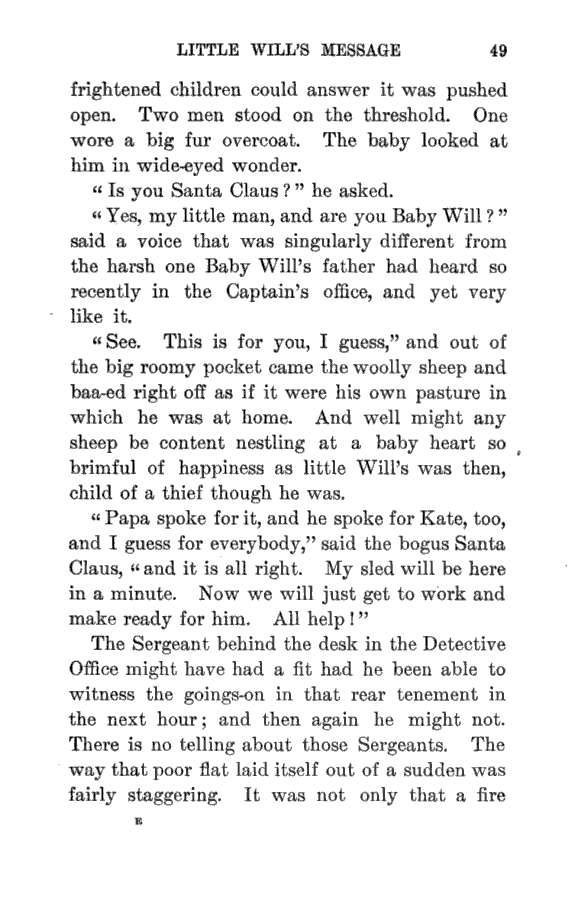 LITTLE WILL'S MESSAGE 49
frightened children could answer it was pushed
open. Two men stood on the threshold. One
wore a big fur overcoat. The baby looked at
him in wide-eyed wonder.
“ Is you Santa Claus ? ” he asked.
“ Yes, my little man, and are you Baby Will ? ”
said a voice that was singularly different from
the harsh one Baby Will's father had heard so
recently in the Captain's office, and yet very
like it.
“ See. This is for you, I guess,” and out of
the big roomy pocket came the woolly sheep and
baa-ed right off as if it were his own pasture in
which he was at home. And well might any
sheep be content nestling at a baby heart so
brimful of happiness as little Will's was then,
child of a thief though he was.
“ Papa spoke for it, and he spoke for Kate, too,
and I guess for everybody,” said the bogus Santa
Claus, “ and it is all right. My sled will be here
in a minute. Now we will just get to work and
make ready for him. All help ! ”
The Sergeant behind the desk in the Detective
Office might have had a fit had he been able to
witness the goings-on in that rear tenement in
the next hour ; and then again he might not.
There is no telling about those Sergeants. The
way that poor flat laid itself out of a sudden was
fairly staggering. It was not only that a fire
E